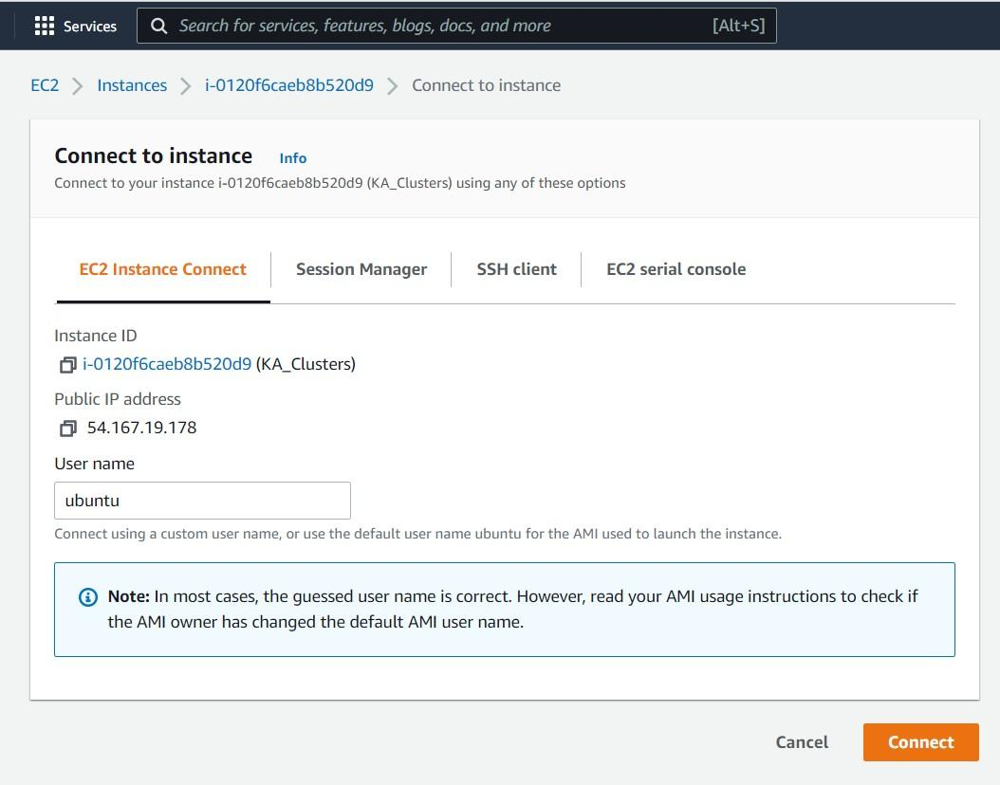 Services
Search for services, features, blogs, docs, and more [Alt+S]
EC2 Instances i-0120f6caeb8b520d9 Connect to instance
Connect to instance Info
Connect to your instance i-0120f6caeb8b520d9 (KA_Clusters) using any of these options
EC2 Instance Connect Session Manager SSH client EC2 serial console
Instance ID
i-0120f6caeb8b520d9 (KA_Clusters)
Public IP address
54.167.19.178
User name
ubuntu
Connect using a custom user name, or use the default user name ubuntu for the AMI used to launch the instance.
Note: In most cases, the guessed user name is correct. However, read your AMI usage instructions to check if
the AMI owner has changed the default AMI user name.
Cancel Connect